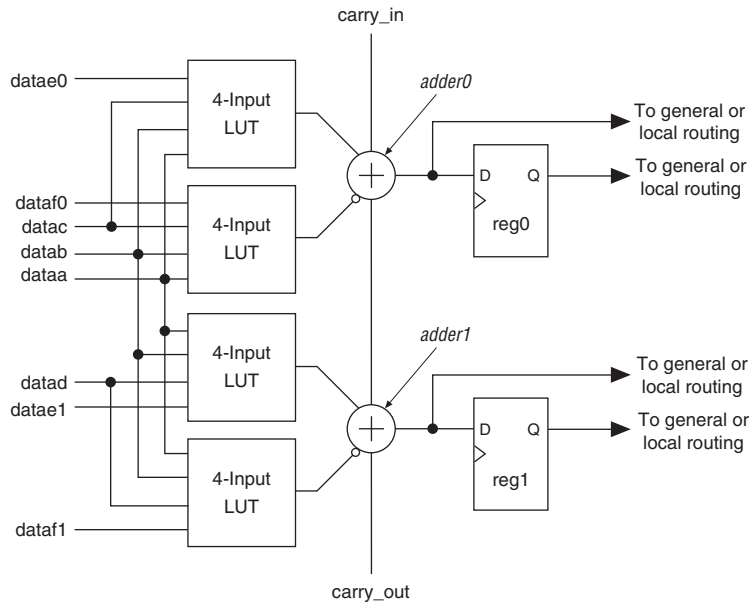 carry_in
adder0
datae0
4-Input
LUT
To general or
local routing
D Q
reg0
To general or
local routing
dataf0
datac
datab
dataa
4-Input
LUT
adder1
4-Input
LUT
To general or
local routing
datad
datae1
D Q
reg1
To general or
local routing
4-Input
LUT
dataf1
carry_out